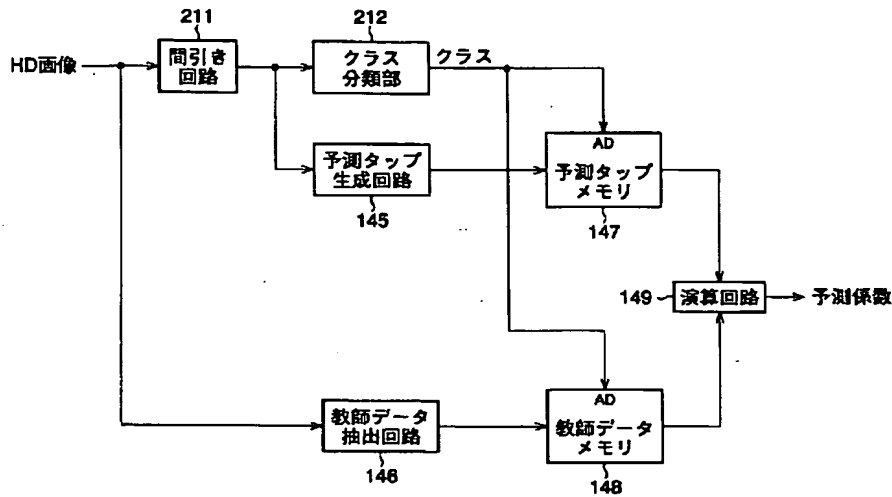 211
212
HD画像
間引き
回路
クラス
分類部
クラス
予測タップ
生成回路
145
AD
予測タップ
メモリ
147
149
演算回路
予測係数
教師データ
抽出回路
146
AD
教師データ
メモリ
148